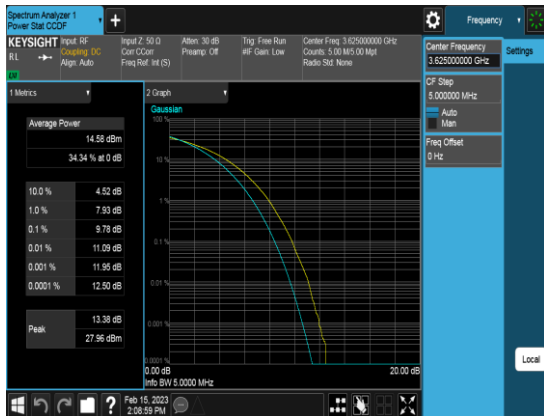 Spectrum Analyzer 1
Power Stat CCDF
+
Frequency
KEYSIGHT
Input: RF
Coupling: DC
Align: Auto
RL
Input Z: 50 Ω
Corr CCorr
Freq Ref: Int (S)
Atten: 30 dB
Preamp: Off
Trig: Free Run
#IF Gain: Low
Center Freq: 3.625000000 GHz
Counts: 5.00 M/5.00 Mpt
Radio Std: None
Center Frequency
3.625000000 GHz
Settings
CF Step
5.000000 MHz
Auto
Man
Freq Offset
0 Hz
Local
1 Metrics
Average Power
14.58 dBm
34.34 % at 0 dB
10.0 % 4.52 dB
1.0 % 7.93 dB
0.1 % 9.78 dB
0.01 % 11.09 dB
0.001 % 11.95 dB
0.0001 % 12.50 dB
Peak
13.38 dB
27.96 dBm
2 Graph
Gaussian
100 %
10 %
1 %
0.1 %
0.01 %
0.001 %
0.0001 %
0.00 dB
20.00 dB
Info BW 5.0000 MHz
?
Feb 15, 2023
2:08:59 PM